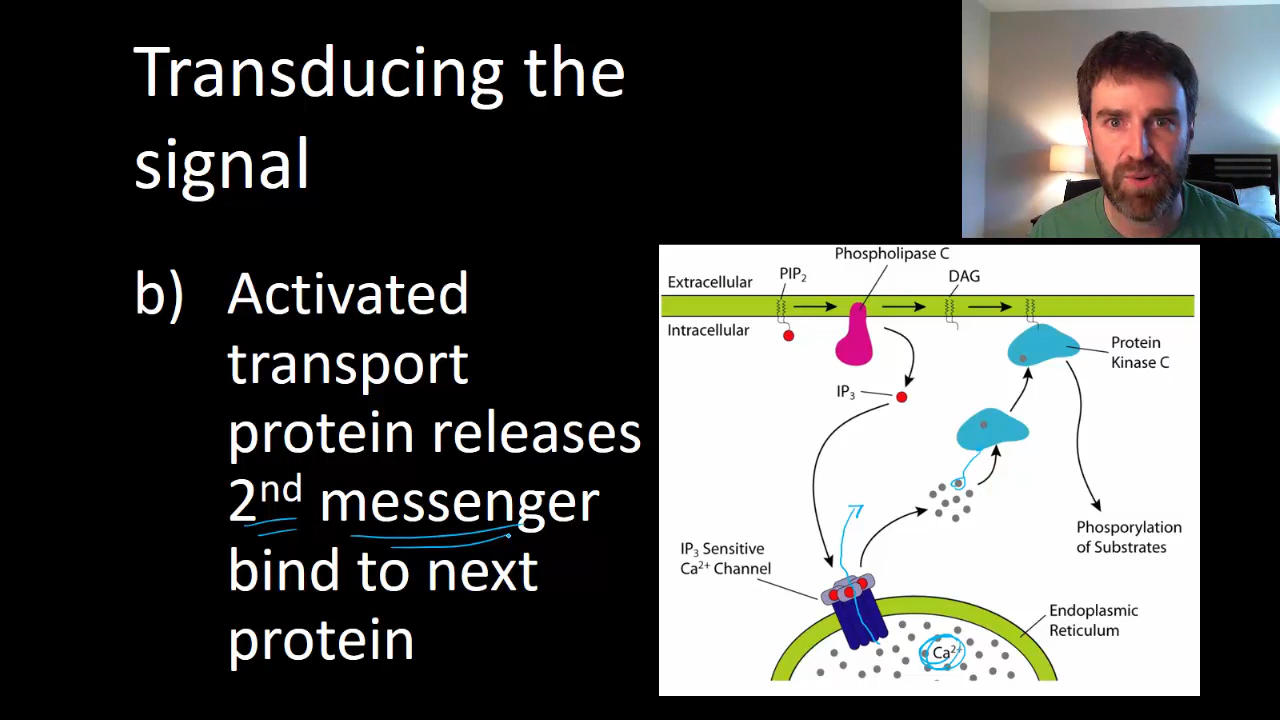 Transducing the
signal
b) Activated
transport
protein releases
2nd messenger
bind to next
protein
Phospholipase C
Extracellular
PIP2
DAG
Intracellular
Protein
Kinase C
IP3
Phosporylation
of Substrates
IP3 Sensitive
Ca2+ Channel
Endoplasmic
Reticulum
Ca2+